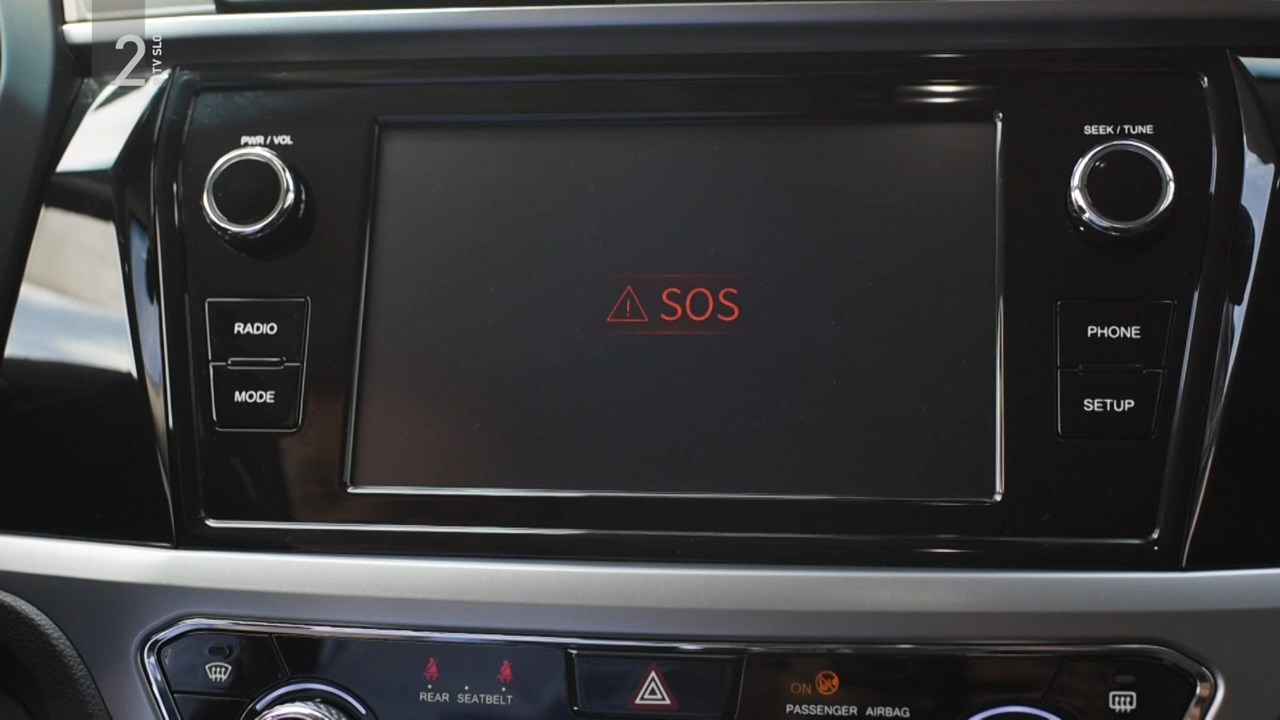 2
TV SLO
PWR / VOL
SEEK / TUNE
SOS
RADIO
PHONE
MODE
SETUP
REAR SEATBELT
ON
PASSENGER AIRBAG